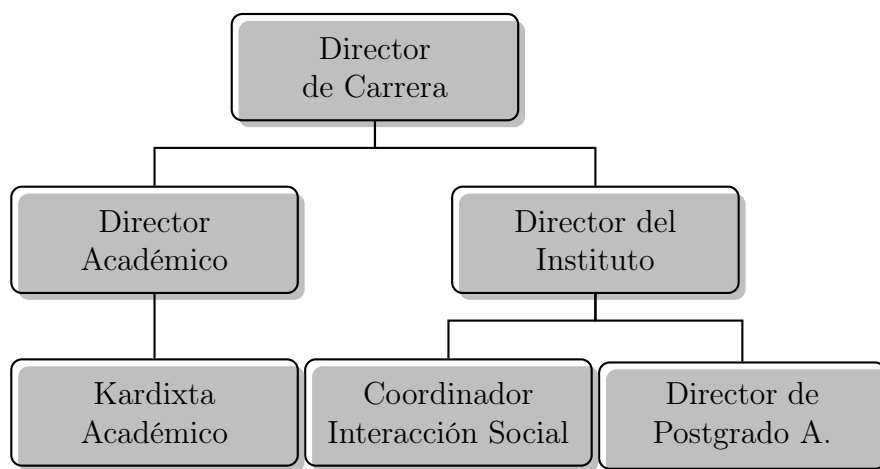 Director
de Carrera
Director
Académico
Director del
Instituto
Kardixta
Académico
Coordinador
Interacción Social
Director de
Postgrado A.